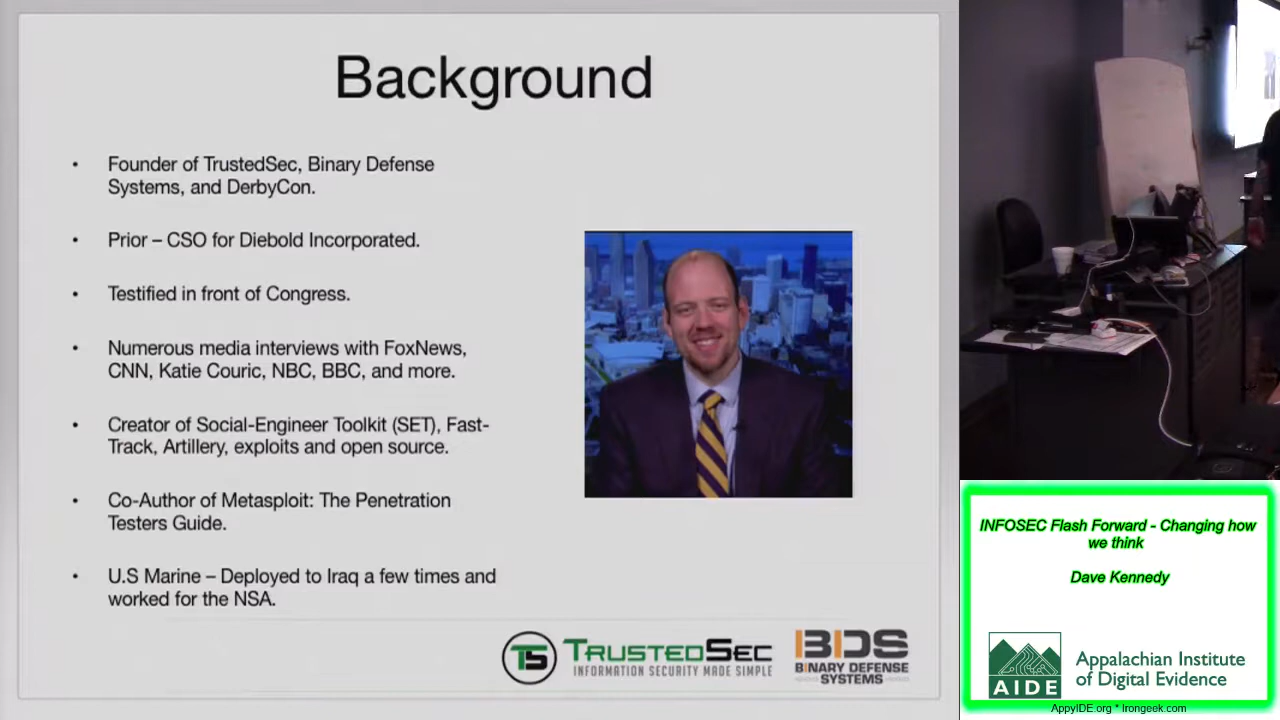 Background
• Founder of TrustedSec, Binary Defense
Systems, and DerbyCon.
• Prior – CSO for Diebold Incorporated.
• Testified in front of Congress.
• Numerous media interviews with FoxNews,
CNN, Katie Couric, NBC, BBC, and more.
• Creator of Social-Engineer Toolkit (SET), Fast-
Track, Artillery, exploits and open source.
• Co-Author of Metasploit: The Penetration
Testers Guide.
• U.S Marine – Deployed to Iraq a few times and
worked for the NSA.
TS TRUSTEDSEC
INFORMATION SECURITY MADE SIMPLE
BDS
BINARY DEFENSE
SYSTEMS
INFOSEC Flash Forward - Changing how
we think
Dave Kennedy
AIDE
Appalachian Institute
of Digital Evidence
AppyIDE.org * Irongeek.com